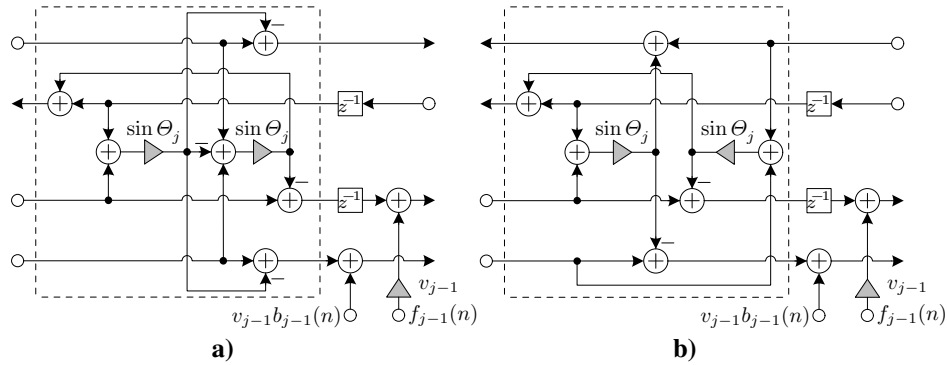 −
+
+
z⁻¹
sin Θⱼ
sin Θⱼ
+
−
+
−
+
z⁻¹
+
+
−
+
vⱼ₋₁
vⱼ₋₁bⱼ₋₁(n)
fⱼ₋₁(n)
a)
+
+
z⁻¹
sin Θⱼ
sin Θⱼ
+
+
−
+
z⁻¹
+
−
+
+
vⱼ₋₁
vⱼ₋₁bⱼ₋₁(n)
fⱼ₋₁(n)
b)